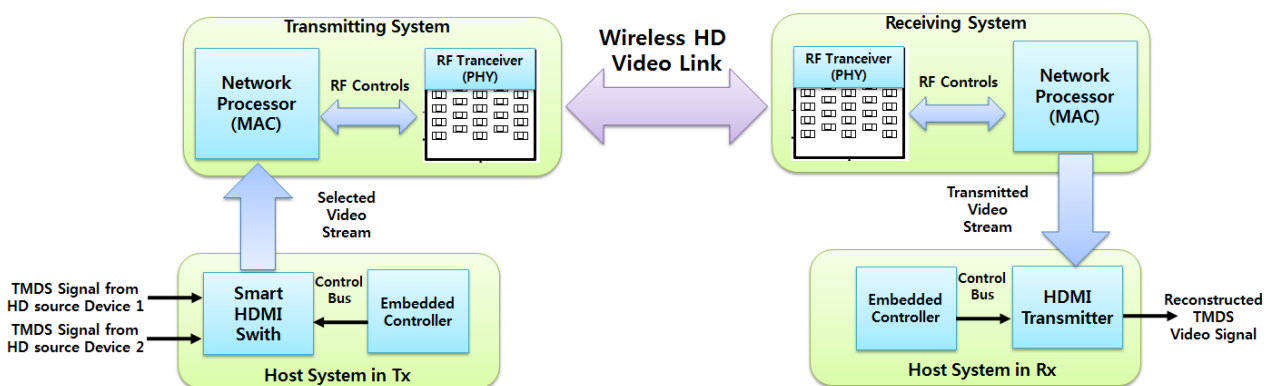 Transmitting System
Network
Processor
(MAC)
RF Controls
RF Tranceiver
(PHY)
Wireless HD
Video Link
Receiving System
RF Tranceiver
(PHY)
RF Controls
Network
Processor
(MAC)
Selected
Video
Stream
Transmitted
Video
Stream
TMDS Signal from
HD source Device 1
TMDS Signal from
HD source Device 2
Smart
HDMI
Swith
Control
Bus
Embedded
Controller
Host System in Tx
Embedded
Controller
Control
Bus
HDMI
Transmitter
Reconstructed
TMDS
Video Signal
Host System in Rx